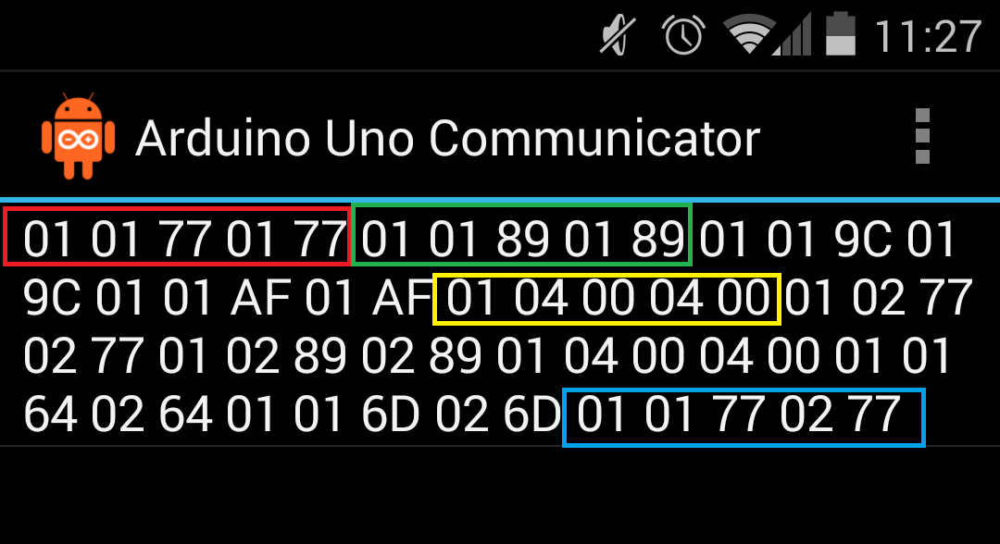 11:27
Arduino Uno Communicator
01 01 77 01 77 01 01 89 01 89 01 01 9C 01
9C 01 01 AF 01 AF 01 04 00 04 00 01 02 77
02 77 01 02 89 02 89 01 04 00 04 00 01 01
64 02 64 01 01 6D 02 6D 01 01 77 02 77